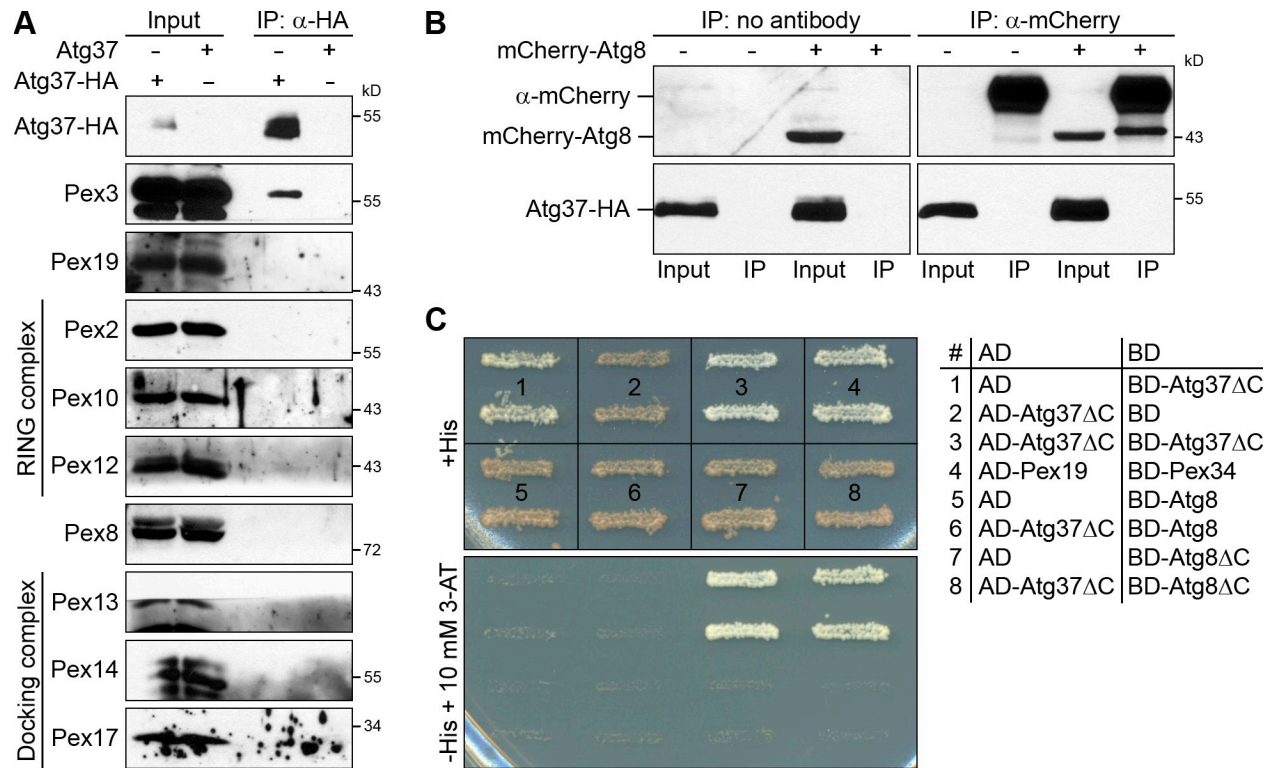 A
Input
IP: α-HA
Atg37
- + - +
Atg37-HA
+ - + -
kD
Atg37-HA
55
Pex3
55
Pex19
43
RING complex
Pex2
55
Pex10
43
Pex12
43
Pex8
72
Docking complex
Pex13
Pex14
55
Pex17
34
B
IP: no antibody
IP: α-mCherry
mCherry-Atg8
- - + + - - + +
kD
α-mCherry
mCherry-Atg8
43
Atg37-HA
55
Input IP Input IP Input IP Input IP
C
+His
1 2 3 4
5 6 7 8
-His + 10 mM 3-AT
# AD BD
1 AD BD-Atg37ΔC
2 AD-Atg37ΔC BD
3 AD-Atg37ΔC BD-Atg37ΔC
4 AD-Pex19 BD-Pex34
5 AD BD-Atg8
6 AD-Atg37ΔC BD-Atg8
7 AD BD-Atg8ΔC
8 AD-Atg37ΔC BD-Atg8ΔC